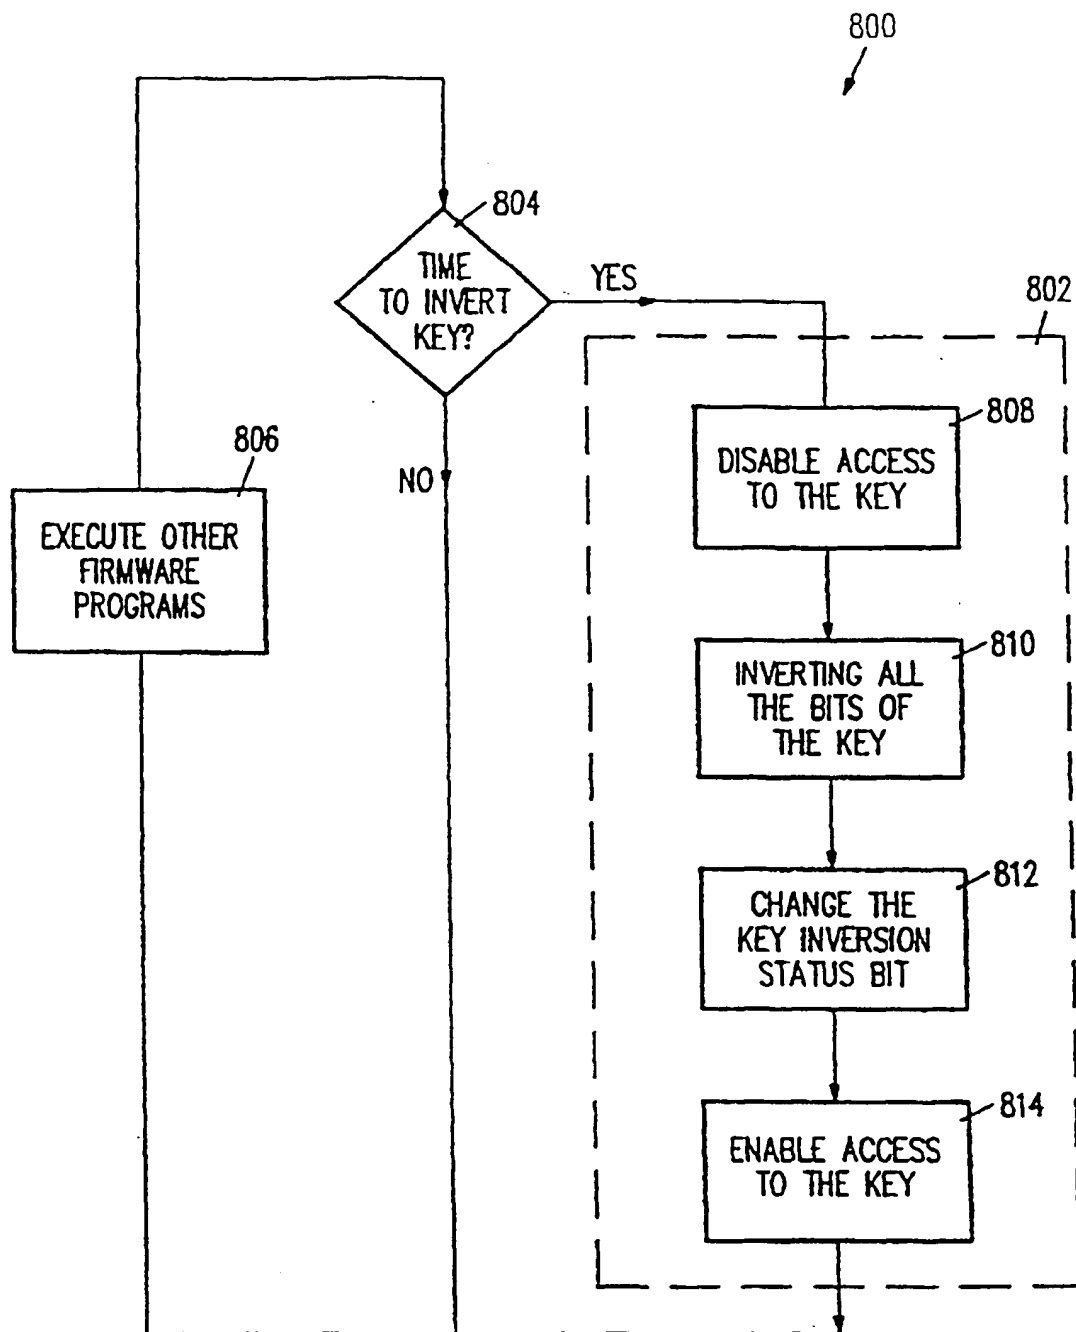 800
804
TIME
TO INVERT
KEY?
YES
802
808
DISABLE ACCESS
TO THE KEY
NO
806
EXECUTE OTHER
FIRMWARE
PROGRAMS
810
INVERTING ALL
THE BITS OF
THE KEY
812
CHANGE THE
KEY INVERSION
STATUS BIT
814
ENABLE ACCESS
TO THE KEY